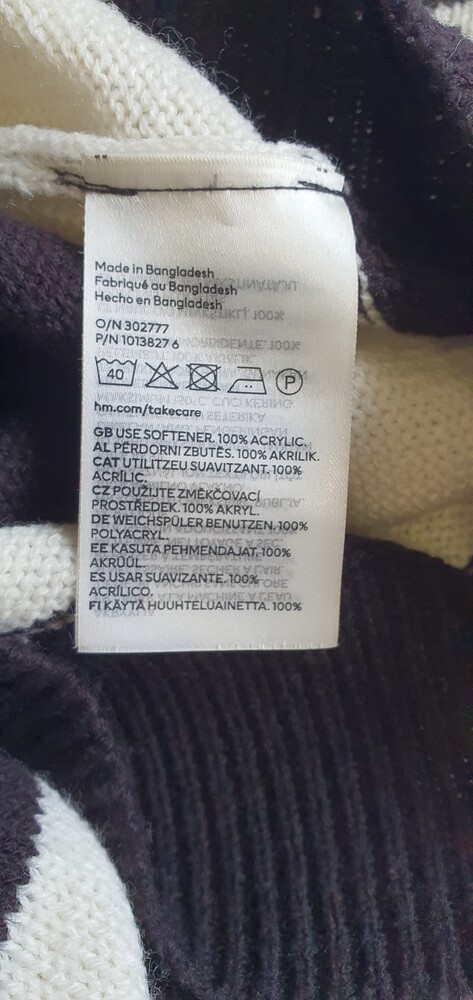 Made in Bangladesh
Fabriqué au Bangladesh
Hecho en Bangladesh
O/N 302777
P/N 1013827 6
40 P
hm.com/takecare
GB USE SOFTENER. 100% ACRYLIC.
AL PËRDORNI ZBUTËS. 100% AKRILIK.
CAT UTILITZEU SUAVITZANT. 100%
ACRÍLIC.
CZ POUŽIJTE ZMĚKČOVACÍ
PROSTŘEDEK. 100% AKRYL.
DE WEICHSPÜLER BENUTZEN. 100%
POLYACRYL.
EE KASUTA PEHMENDAJAT. 100%
AKRÜÜL.
ES USAR SUAVIZANTE. 100%
ACRÍLICO.
FI KÄYTÄ HUUHTELUAINETTA. 100%